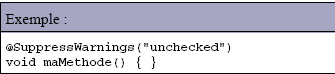 Exemple :
@SuppressWarnings("unchecked")
void maMethode() { }